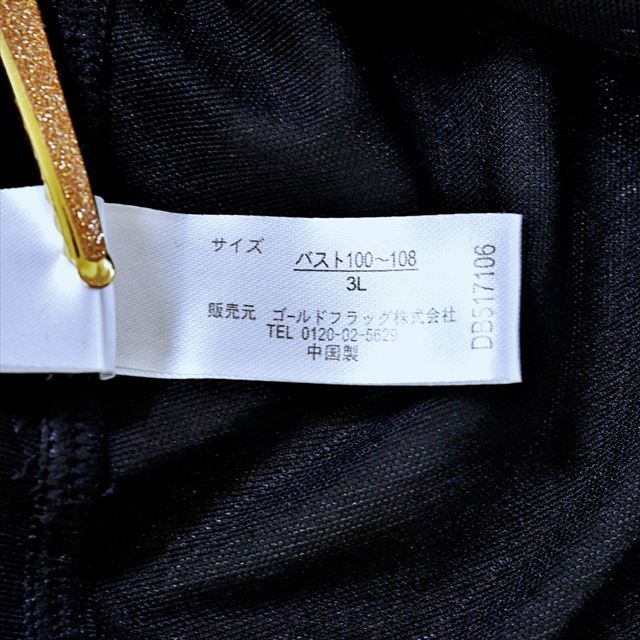 サイズ バスト100～108
3L
販売元 ゴールドフラッグ株式会社
TEL 0120-02-5629
中国製
DB517106